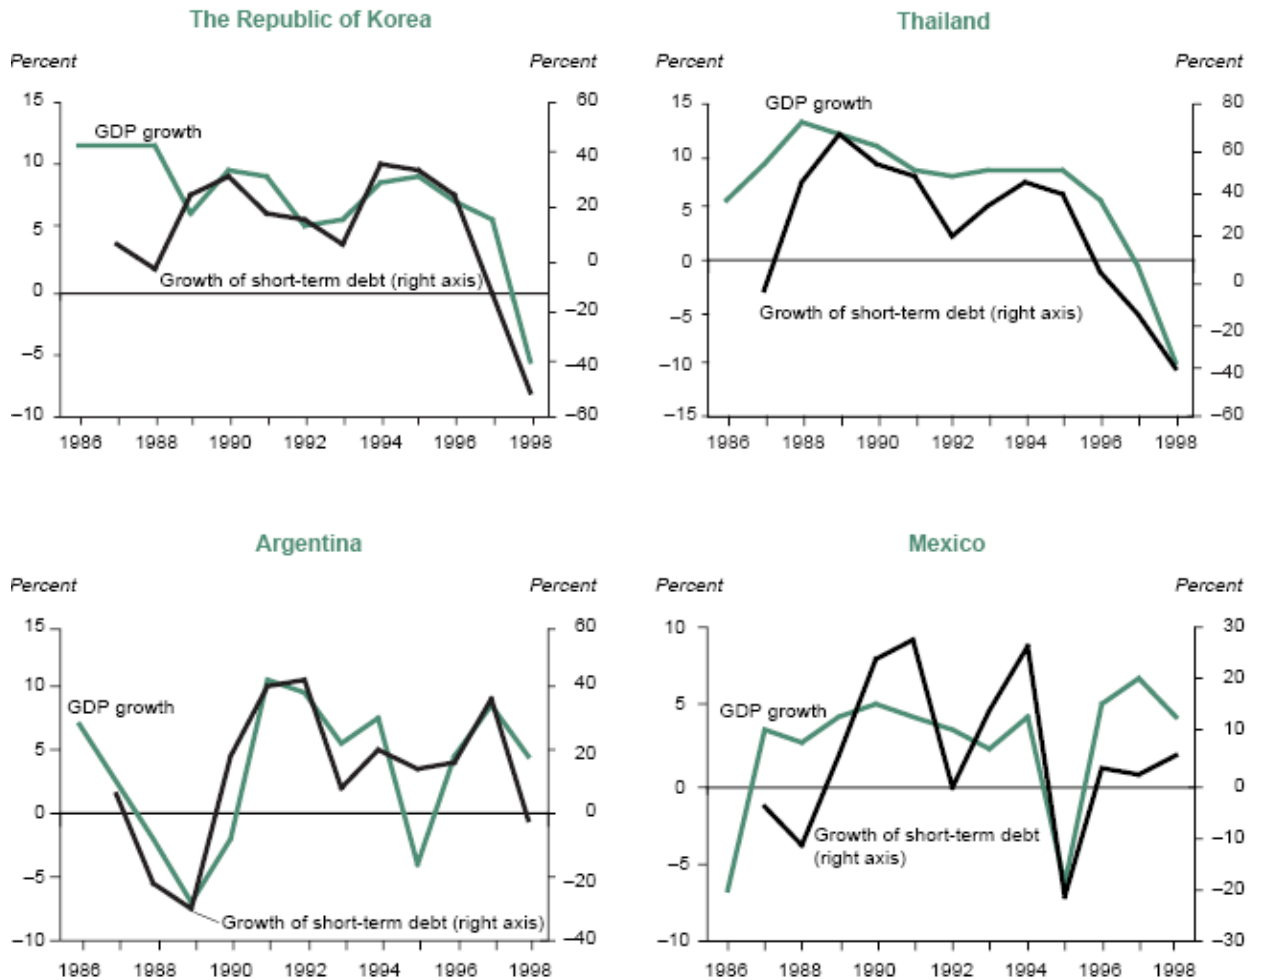 The Republic of Korea
Percent Percent
15 60
GDP growth
10 40
5 20
0 0
Growth of short-term debt (right axis)
–20
–5 –40
–10 –60
1986 1988 1990 1992 1994 1996 1998
Thailand
Percent Percent
15 80
GDP growth
10 60
5 40
20
0 0
Growth of short-term debt (right axis)
–5 –20
–10 –40
–15 –60
1986 1988 1990 1992 1994 1996 1998
Argentina
Percent Percent
15 60
10 40
GDP growth
5 20
0 0
–5 –20
Growth of short-term debt (right axis)
–10 –40
1986 1988 1990 1992 1994 1996 1998
Mexico
Percent Percent
10 30
20
5 10
GDP growth
0 0
Growth of short-term debt
(right axis)
–10
–5 –20
–10 –30
1986 1988 1990 1992 1994 1996 1998